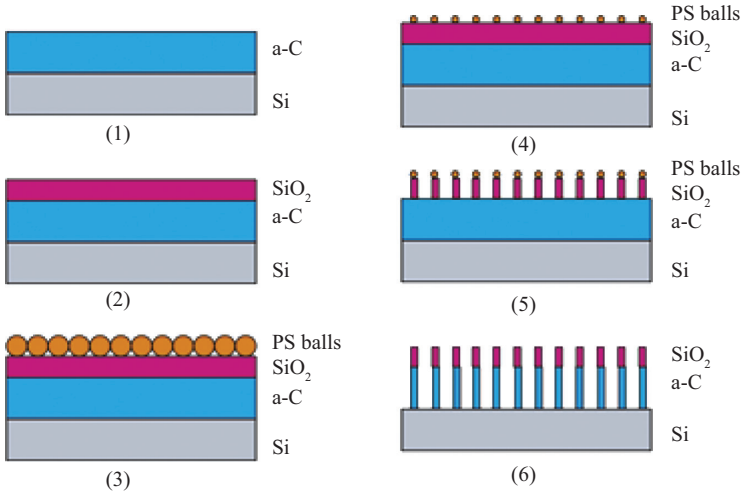 a-C
Si
(1)
SiO₂
a-C
Si
(2)
PS balls
SiO₂
a-C
Si
(3)
PS balls
SiO₂
a-C
Si
(4)
PS balls
SiO₂
a-C
Si
(5)
SiO₂
a-C
Si
(6)